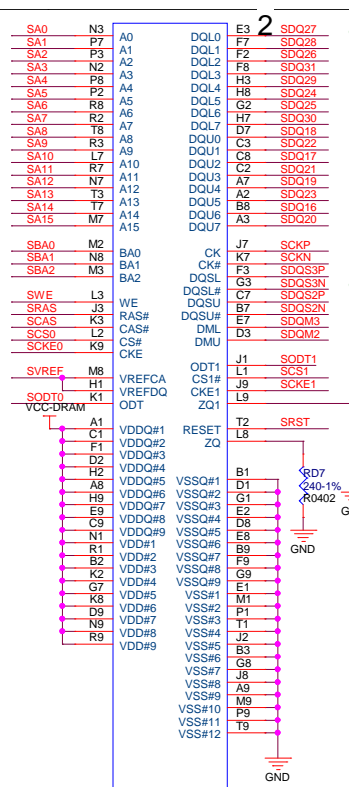 2
SA0 N3 A0 DQL0 E3 SDQ27
SA1 P7 A1 DQL1 F7 SDQ28
SA2 P3 A2 DQL2 F2 SDQ26
SA3 N2 A3 DQL3 F8 SDQ31
SA4 P8 A4 DQL4 H3 SDQ29
SA5 P2 A5 DQL5 H8 SDQ24
SA6 R8 A6 DQL6 G2 SDQ25
SA7 R2 A7 DQL7 H7 SDQ30
SA8 T8 A8 DQU0 D7 SDQ18
SA9 R3 A9 DQU1 C3 SDQ22
SA10 L7 A10 DQU2 C8 SDQ17
SA11 R7 A11 DQU3 C2 SDQ21
SA12 N7 A12 DQU4 A7 SDQ19
SA13 T3 A13 DQU5 A2 SDQ23
SA14 T7 A14 DQU6 B8 SDQ16
SA15 M7 A15 DQU7 A3 SDQ20
SBA0 M2 BA0 CK J7 SCKP
SBA1 N8 BA1 CK# K7 SCKN
SBA2 M3 BA2 DQSL F3 SDQS3P
DQSL# G3 SDQS3N
SWE L3 WE DQSU C7 SDQS2P
SRAS J3 RAS# DQSU# B7 SDQS2N
SCAS K3 CAS# DML E7 SDQM3
SCS0 L2 CS# DMU D3 SDQM2
SCKE0 K9 CKE
ODT1 J1 SODT1
SVREF M8 VREFCA CS1# L1 SCS1
H1 VREFDQ CKE1 J9 SCKE1
SODT0 K1 ODT ZQ1 L9
VCC-DRAM
A1 VDDQ#1 RESET T2 SRST
C1 VDDQ#2 ZQ L8
F1 VDDQ#3
D2 VDDQ#4
H2 VDDQ#5 VSSQ#1 B1 RD7
A8 VDDQ#6 VSSQ#2 D1 240-1%
H9 VDDQ#7 VSSQ#3 G1 R0402
E9 VDDQ#8 VSSQ#4 E2
C9 VDDQ#9 VSSQ#5 D8
N1 VDD#1 VSSQ#6 E8
R1 VDD#2 VSSQ#7 B9 GND
B2 VDD#3 VSSQ#8 F9
K2 VDD#4 VSSQ#9 G9
G7 VDD#5 VSS#1 E1
K8 VDD#6 VSS#2 M1
D9 VDD#7 VSS#3 P1
N9 VDD#8 VSS#4 T1
R9 VDD#9 VSS#5 J2
VSS#6 B3
VSS#7 G8
VSS#8 J8
VSS#9 A9
VSS#10 M9
VSS#11 P9
VSS#12 T9
GND